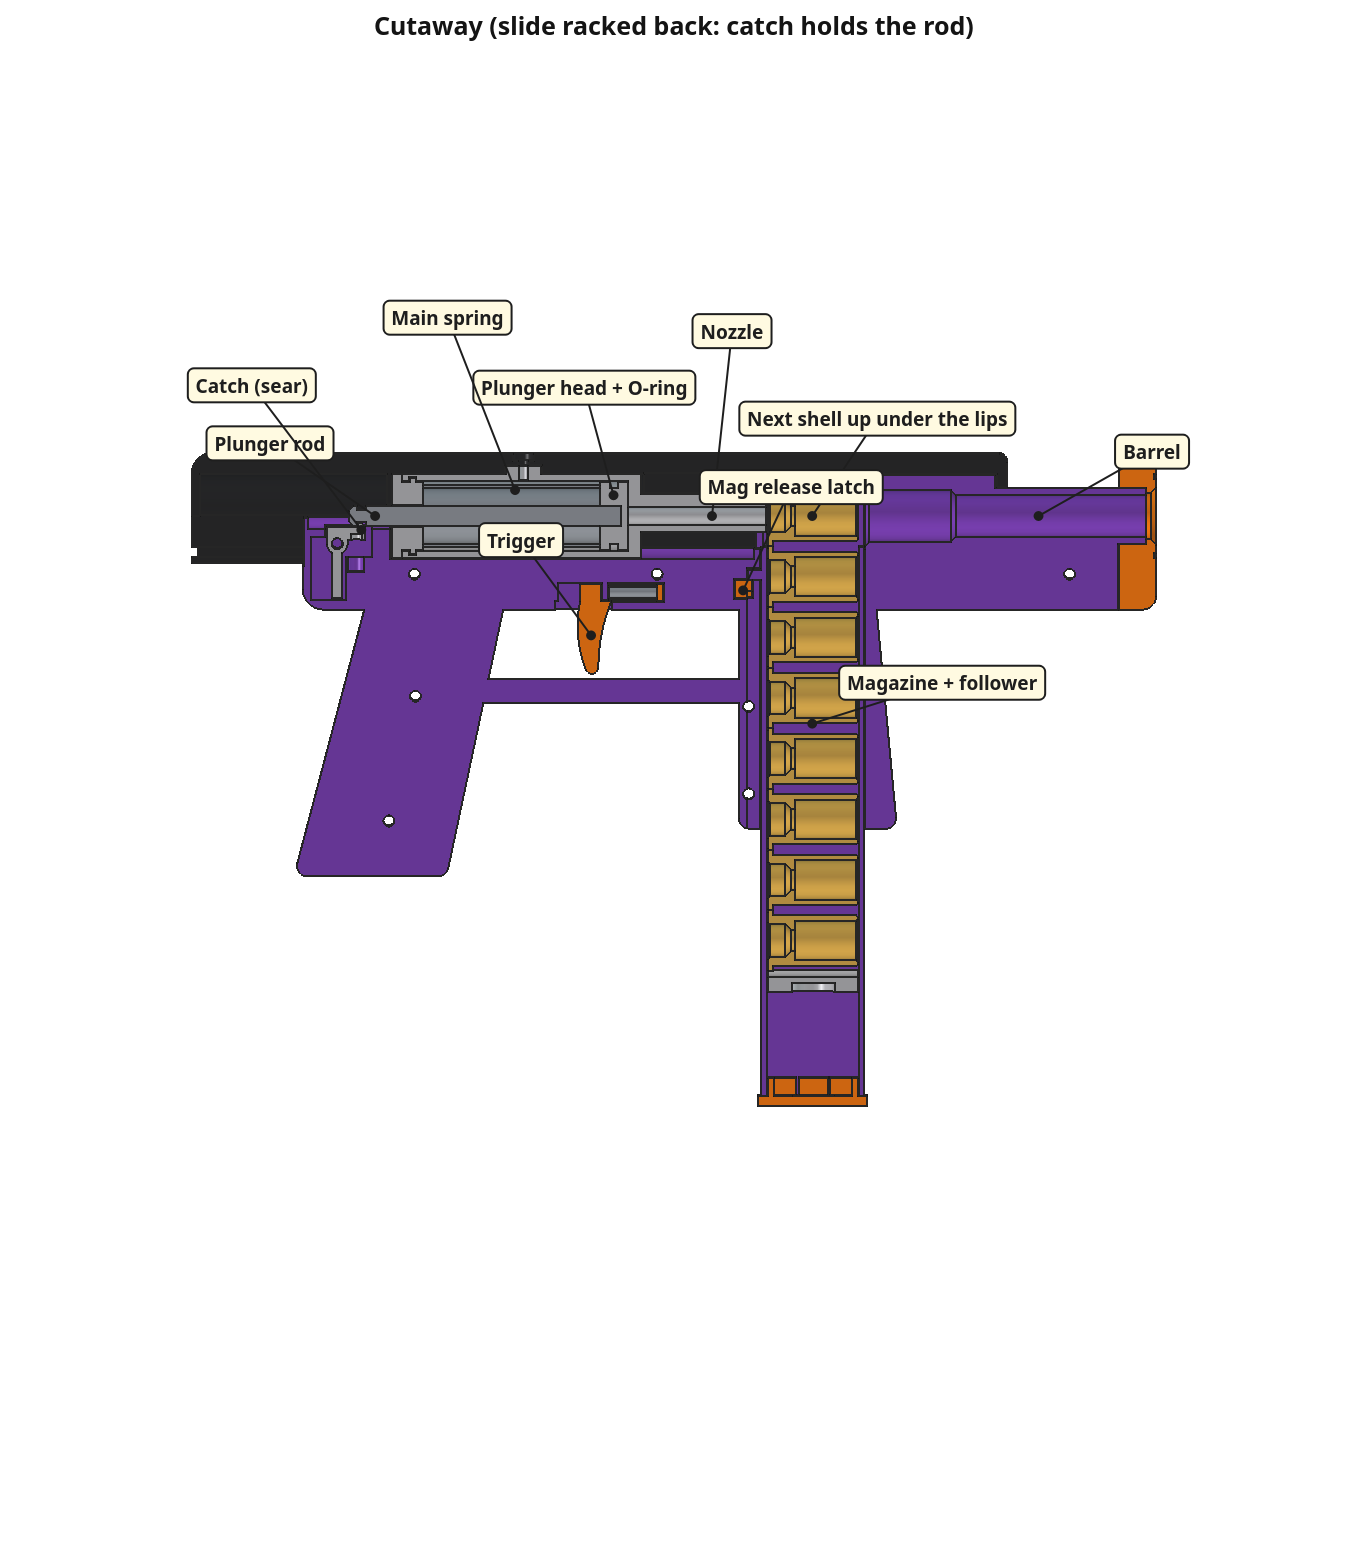 Cutaway (slide racked back: catch holds the rod)
Main spring
Nozzle
Catch (sear)
Plunger head + O-ring
Next shell up under the lips
Plunger rod
Barrel
Mag release latch
Trigger
Magazine + follower